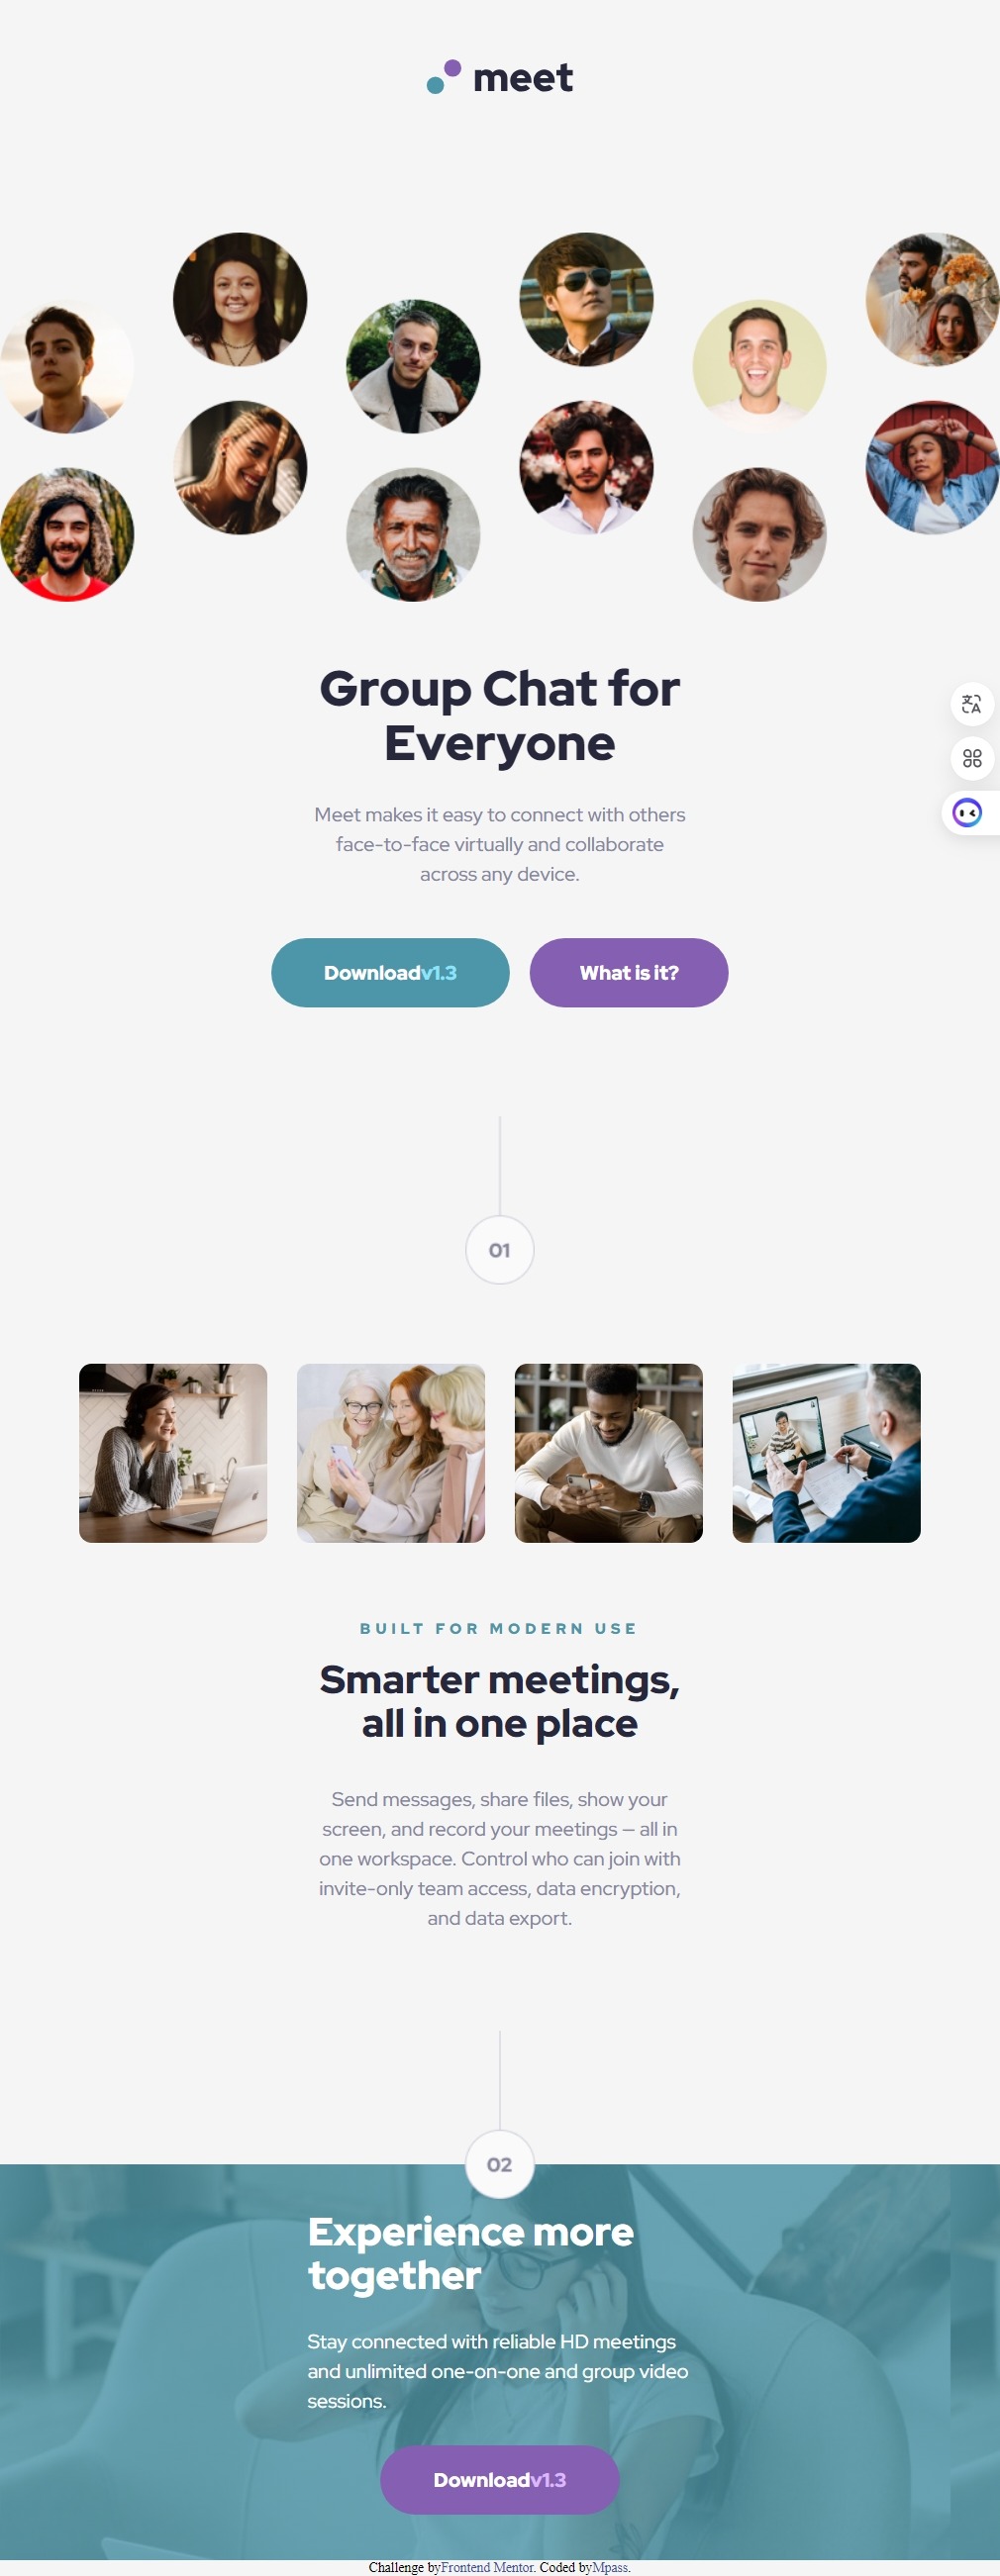 meet
Group Chat for
Everyone
Meet makes it easy to connect with others
face-to-face virtually and collaborate
across any device.
Downloadv1.3
What is it?
01
BUILT FOR MODERN USE
Smarter meetings,
all in one place
Send messages, share files, show your
screen, and record your meetings — all in
one workspace. Control who can join with
invite-only team access, data encryption,
and data export.
02
Experience more
together
Stay connected with reliable HD meetings
and unlimited one-on-one and group video
sessions.
Downloadv1.3
Challenge byFrontend Mentor. Coded byMpass.